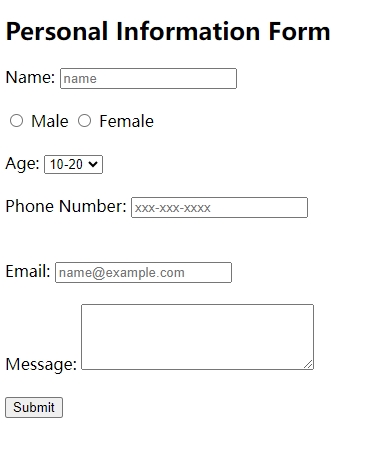 Personal Information Form
Name: name
Male Female
Age: 10-20
Phone Number: xxx-xxx-xxxx
Email: name@example.com
Message:
Submit